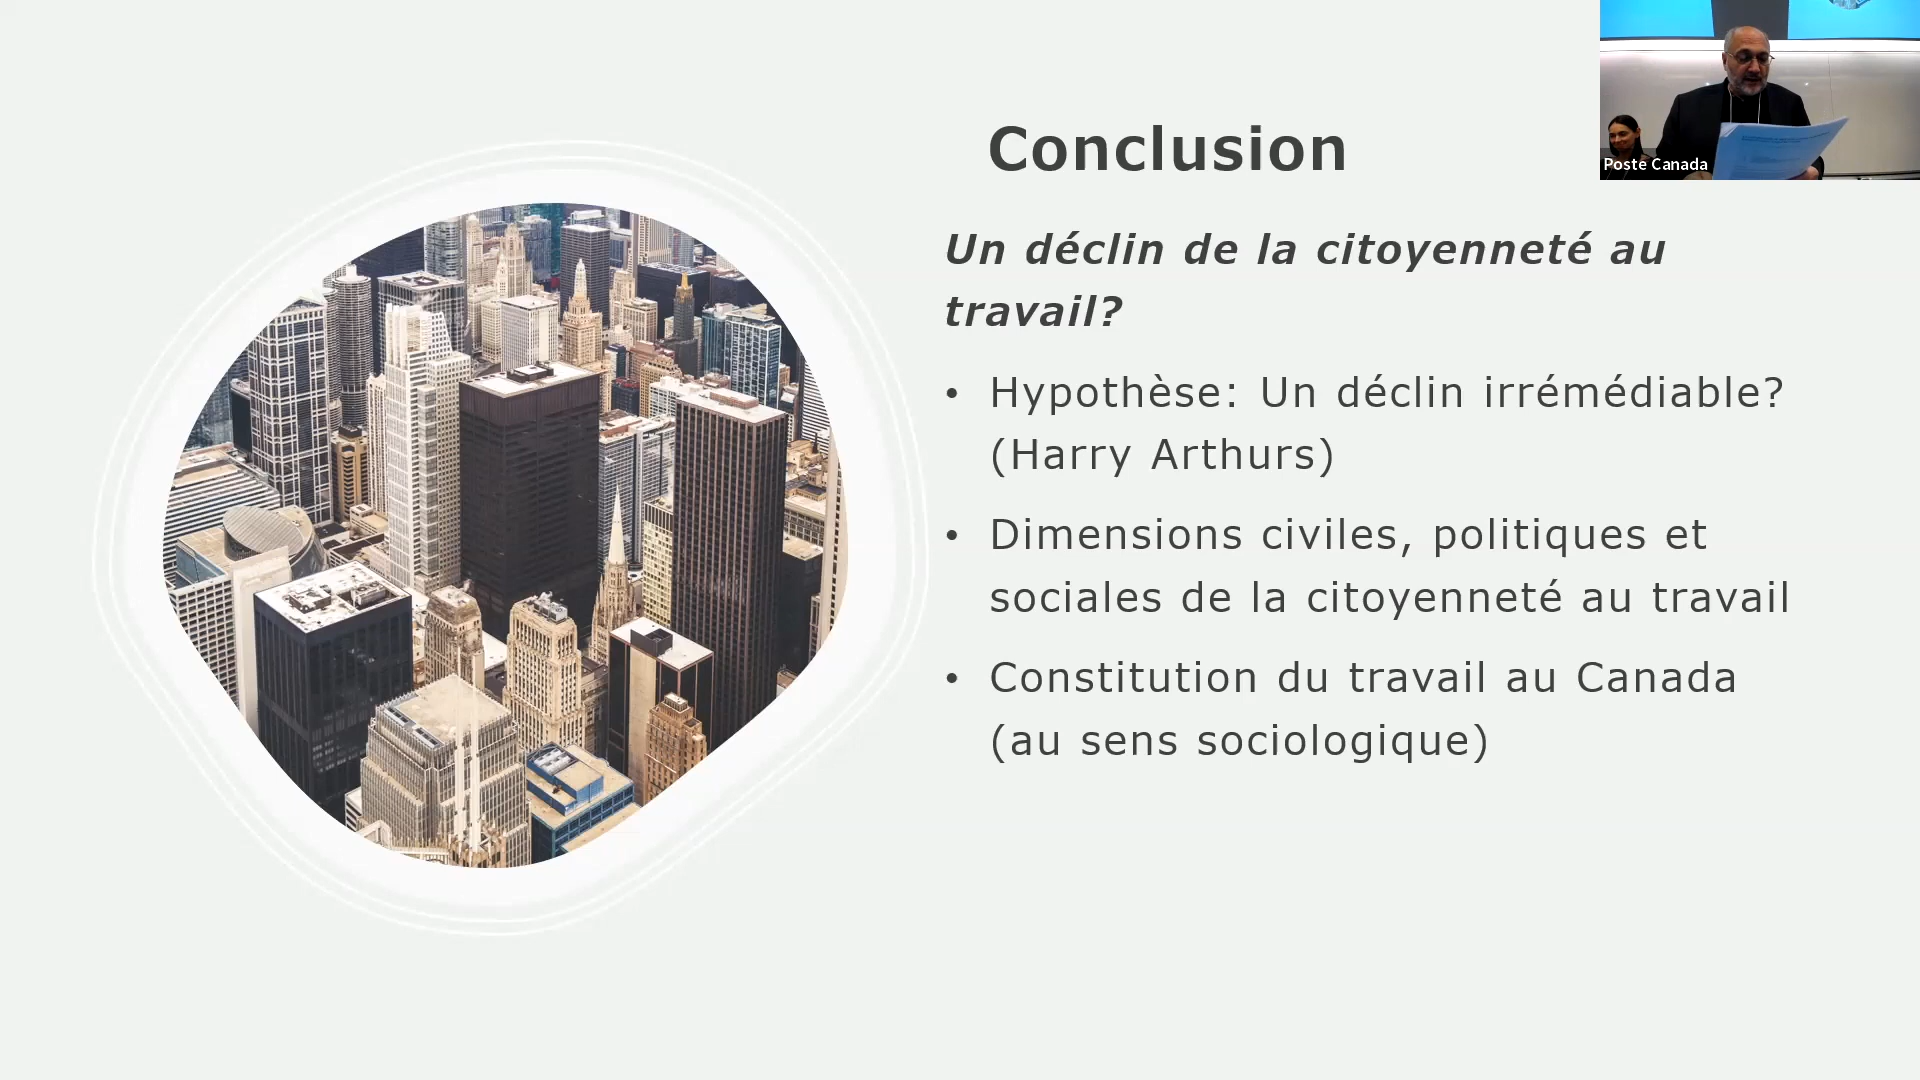 Conclusion
Un déclin de la citoyenneté au
travail?
• Hypothèse: Un déclin irrémédiable?
(Harry Arthurs)
• Dimensions civiles, politiques et
sociales de la citoyenneté au travail
• Constitution du travail au Canada
(au sens sociologique)
Poste Canada